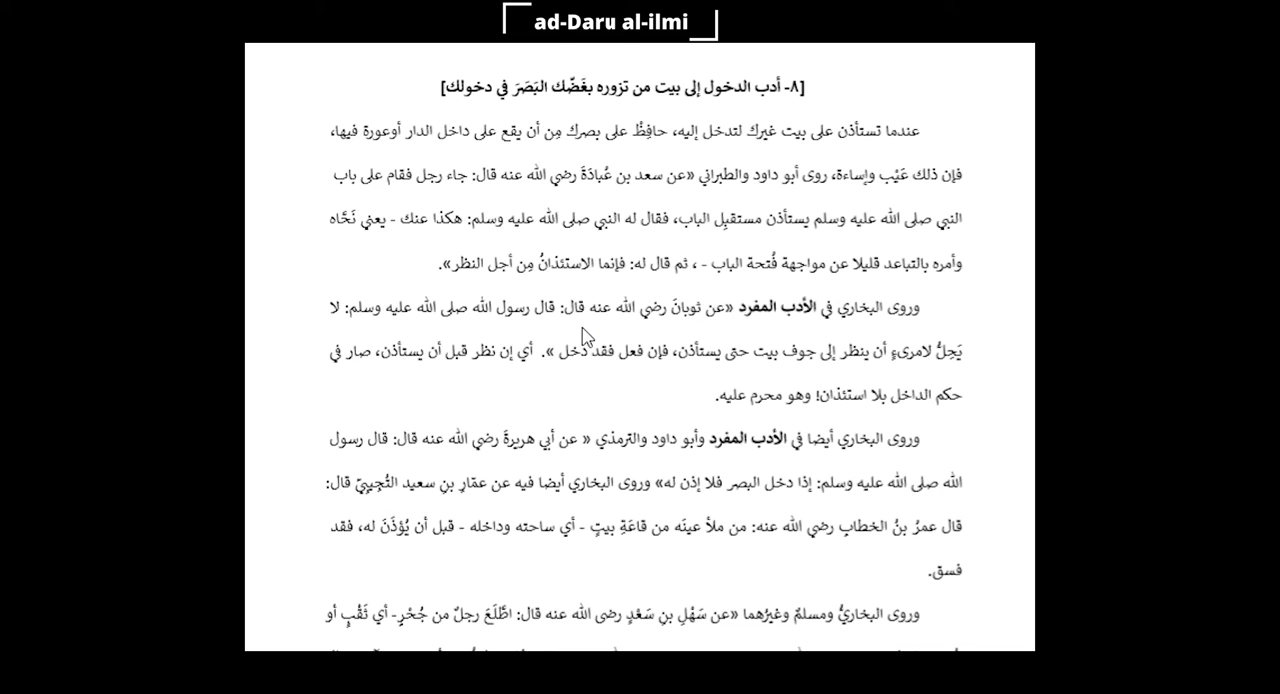 ad-Daru al-ilmi
[٨- أدب الدخول إلى بيت من تزوره بغَضّك البَصَرَ في دخولك]
عندما تستأذن على بيت غيرك لتدخل إليه، حافِظْ على بصرك مِن أن يقع على داخل الدار أوعورة فيها،
فإن ذلك عَيْب وإساءة، روى أبو داود والطبراني «عن سعد بن عُبادَةَ رضي الله عنه قال: جاء رجل فقام على باب
النبي صلى الله عليه وسلم يستأذن مستقبِل الباب، فقال له النبي صلى الله عليه وسلم: هكذا عنك - يعني نَحَّاه
وأمره بالتباعد قليلا عن مواجهة فُتحة الباب - ، ثم قال له: فإنما الاستئذانُ مِن أجل النظر».
وروى البخاري في الأدب المفرد «عن ثوبانَ رضي الله عنه قال: قال رسول الله صلى الله عليه وسلم: لا
يَحِلُّ لامرىءٍ أن ينظر إلى جوف بيت حتى يستأذن، فإن فعل فقد دخل ». أي إن نظر قبل أن يستأذن، صار في
حكم الداخل بلا استئذان! وهو محرم عليه.
وروى البخاري أيضا في الأدب المفرد وأبو داود والترمذي « عن أبي هريرةَ رضي الله عنه قال: قال رسول
الله صلى الله عليه وسلم: إذا دخل البصر فلا إذن له» وروى البخاري أيضا فيه عن عمّارِ بنِ سعيد التُجِيبِيّ قال:
قال عمرُ بنُ الخطابِ رضي الله عنه: من ملأ عينَه من قاعَةِ بيتٍ - أي ساحته وداخله - قبل أن يُؤذَنَ له، فقد
فسق.
وروى البخاريُّ ومسلمٌ وغيرُهما «عن سَهْلِ بنِ سَعْدٍ رضى الله عنه قال: اطَّلَعَ رجلٌ من جُحْرٍ- أي ثَقْبٍ أو